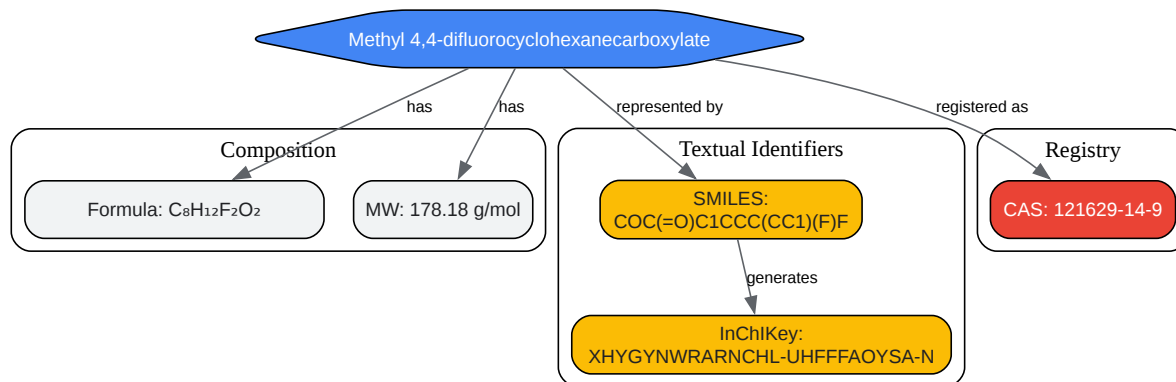 Methyl 4,4-difluorocyclohexanecarboxylate
has
has
represented by
registered as
Composition
Textual Identifiers
Registry
Formula: C₈H₁₂F₂O₂
MW: 178.18 g/mol
SMILES:
COC(=O)C1CCC(CC1)(F)F
CAS: 121629-14-9
generates
InChIKey:
XHYGYNWRARNCHL-UHFFFAOYSA-N